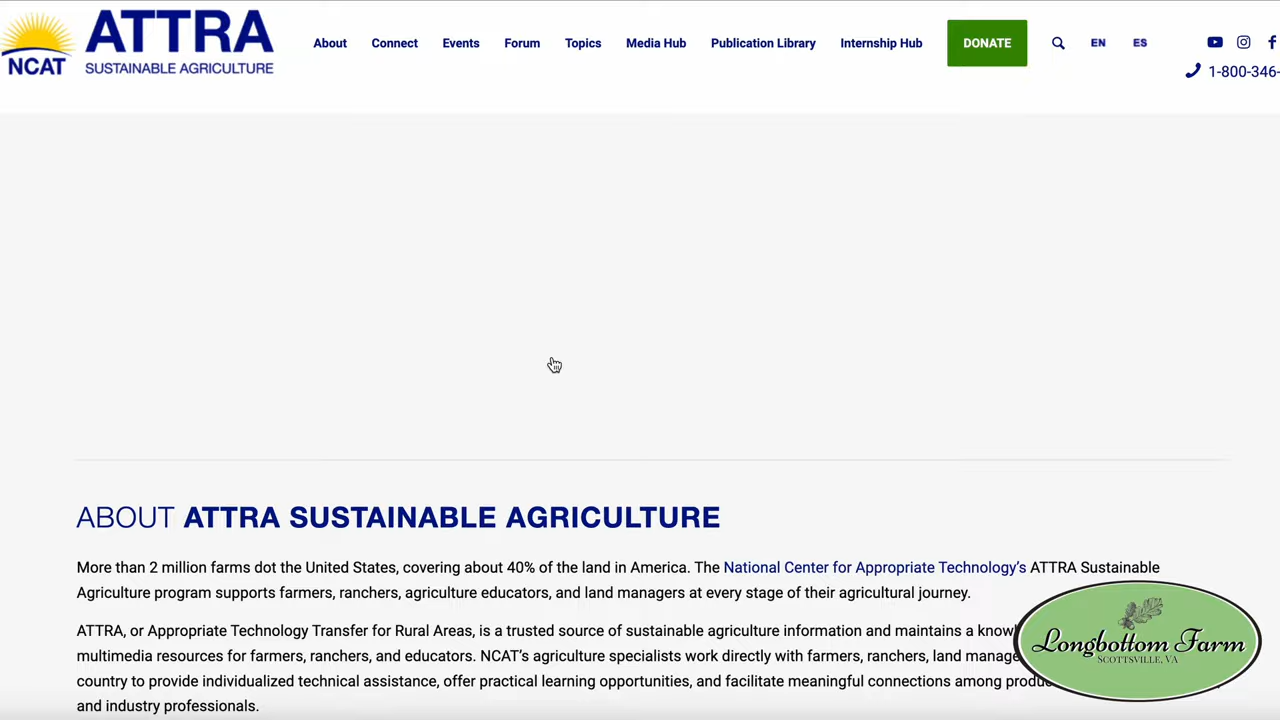 ATTRA
NCAT
SUSTAINABLE AGRICULTURE
About Connect Events Forum Topics Media Hub Publication Library Internship Hub DONATE EN ES
1-800-346-
ABOUT ATTRA SUSTAINABLE AGRICULTURE
More than 2 million farms dot the United States, covering about 40% of the land in America. The National Center for Appropriate Technology's ATTRA Sustainable
Agriculture program supports farmers, ranchers, agriculture educators, and land managers at every stage of their agricultural journey.
ATTRA, or Appropriate Technology Transfer for Rural Areas, is a trusted source of sustainable agriculture information and maintains a
multimedia resources for farmers, ranchers, and educators. NCAT's agriculture specialists work directly with farmers, ranchers, land
country to provide individualized technical assistance, offer practical learning opportunities, and facilitate meaningful connections among
and industry professionals.
Longbottom Farm
SCOTTSVILLE, VA